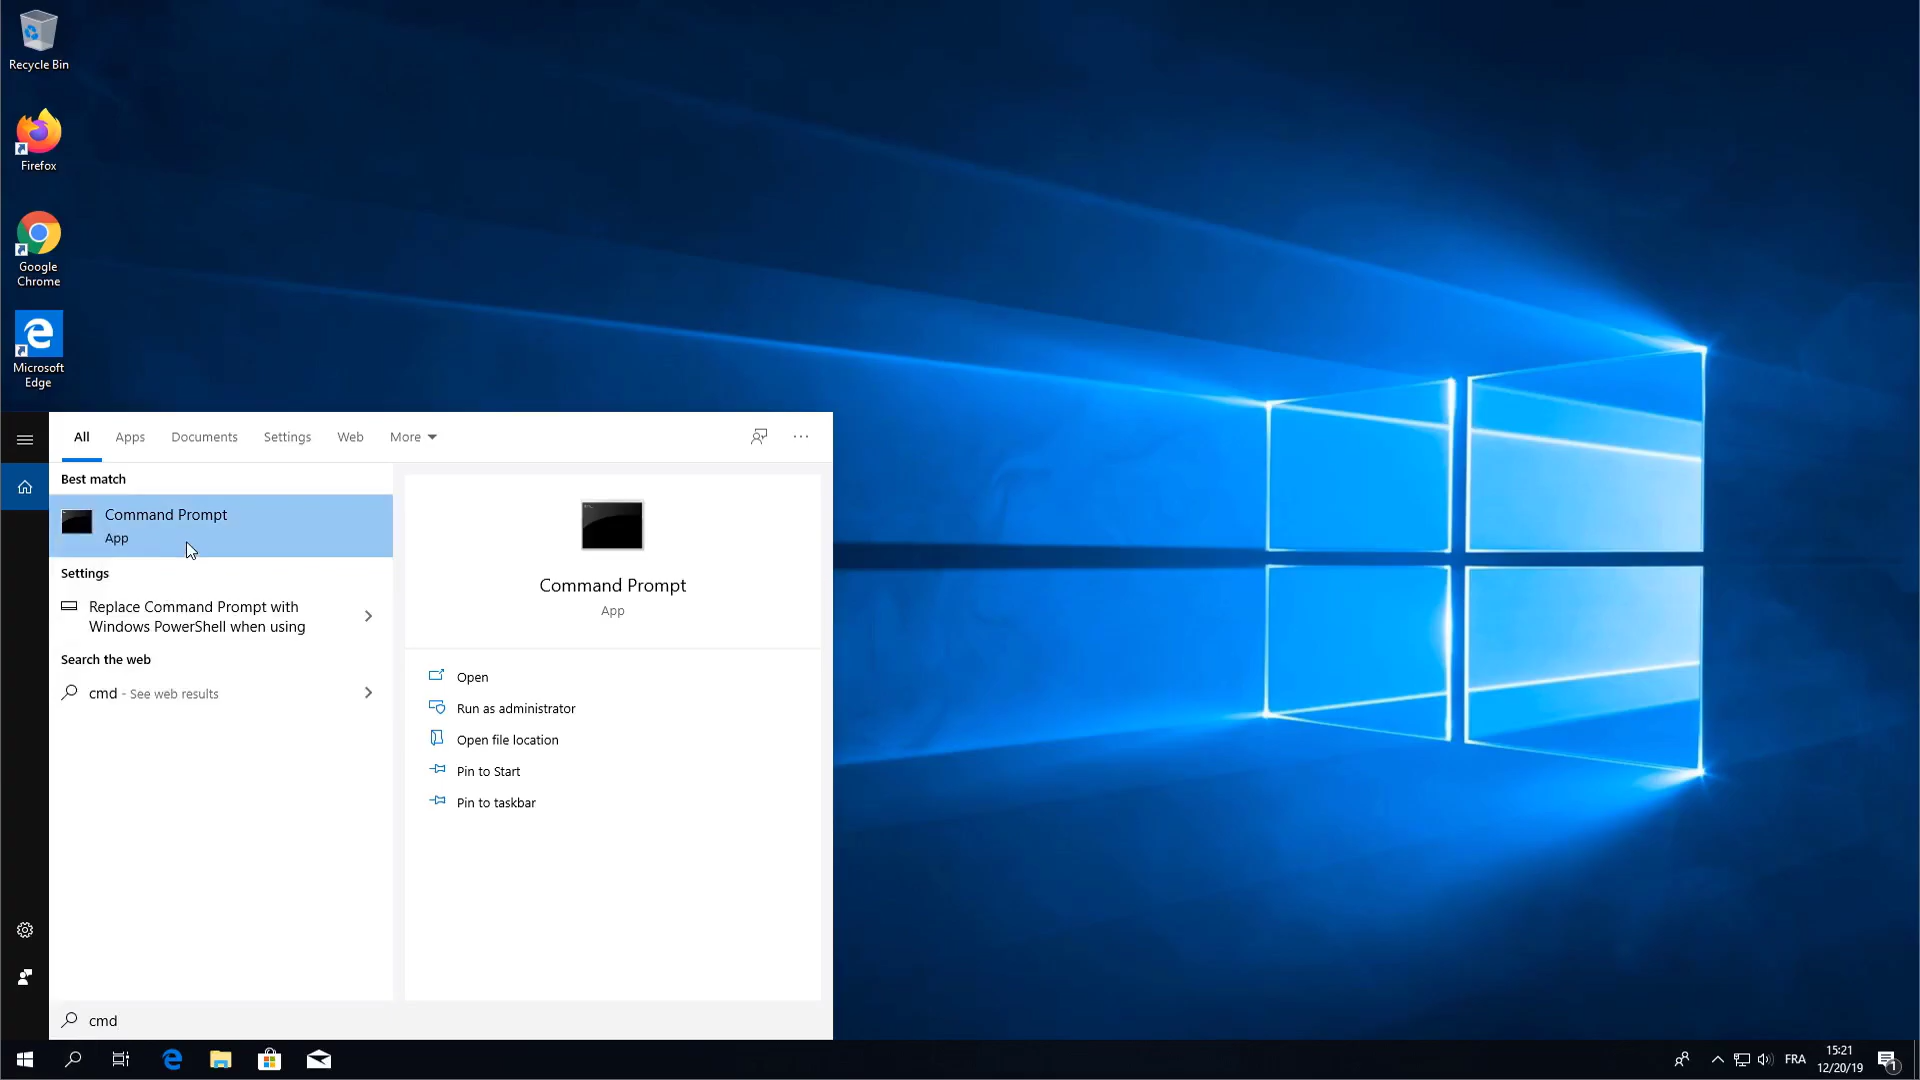 Recycle Bin
Firefox
Google
Chrome
Microsoft
Edge
All
Apps
Documents
Settings
Web
More
Best match
Command Prompt
App
Settings
Replace Command Prompt with
Windows PowerShell when using
Search the web
cmd - See web results
Command Prompt
App
Open
Run as administrator
Open file location
Pin to Start
Pin to taskbar
cmd
FRA
15:21
12/20/19
1